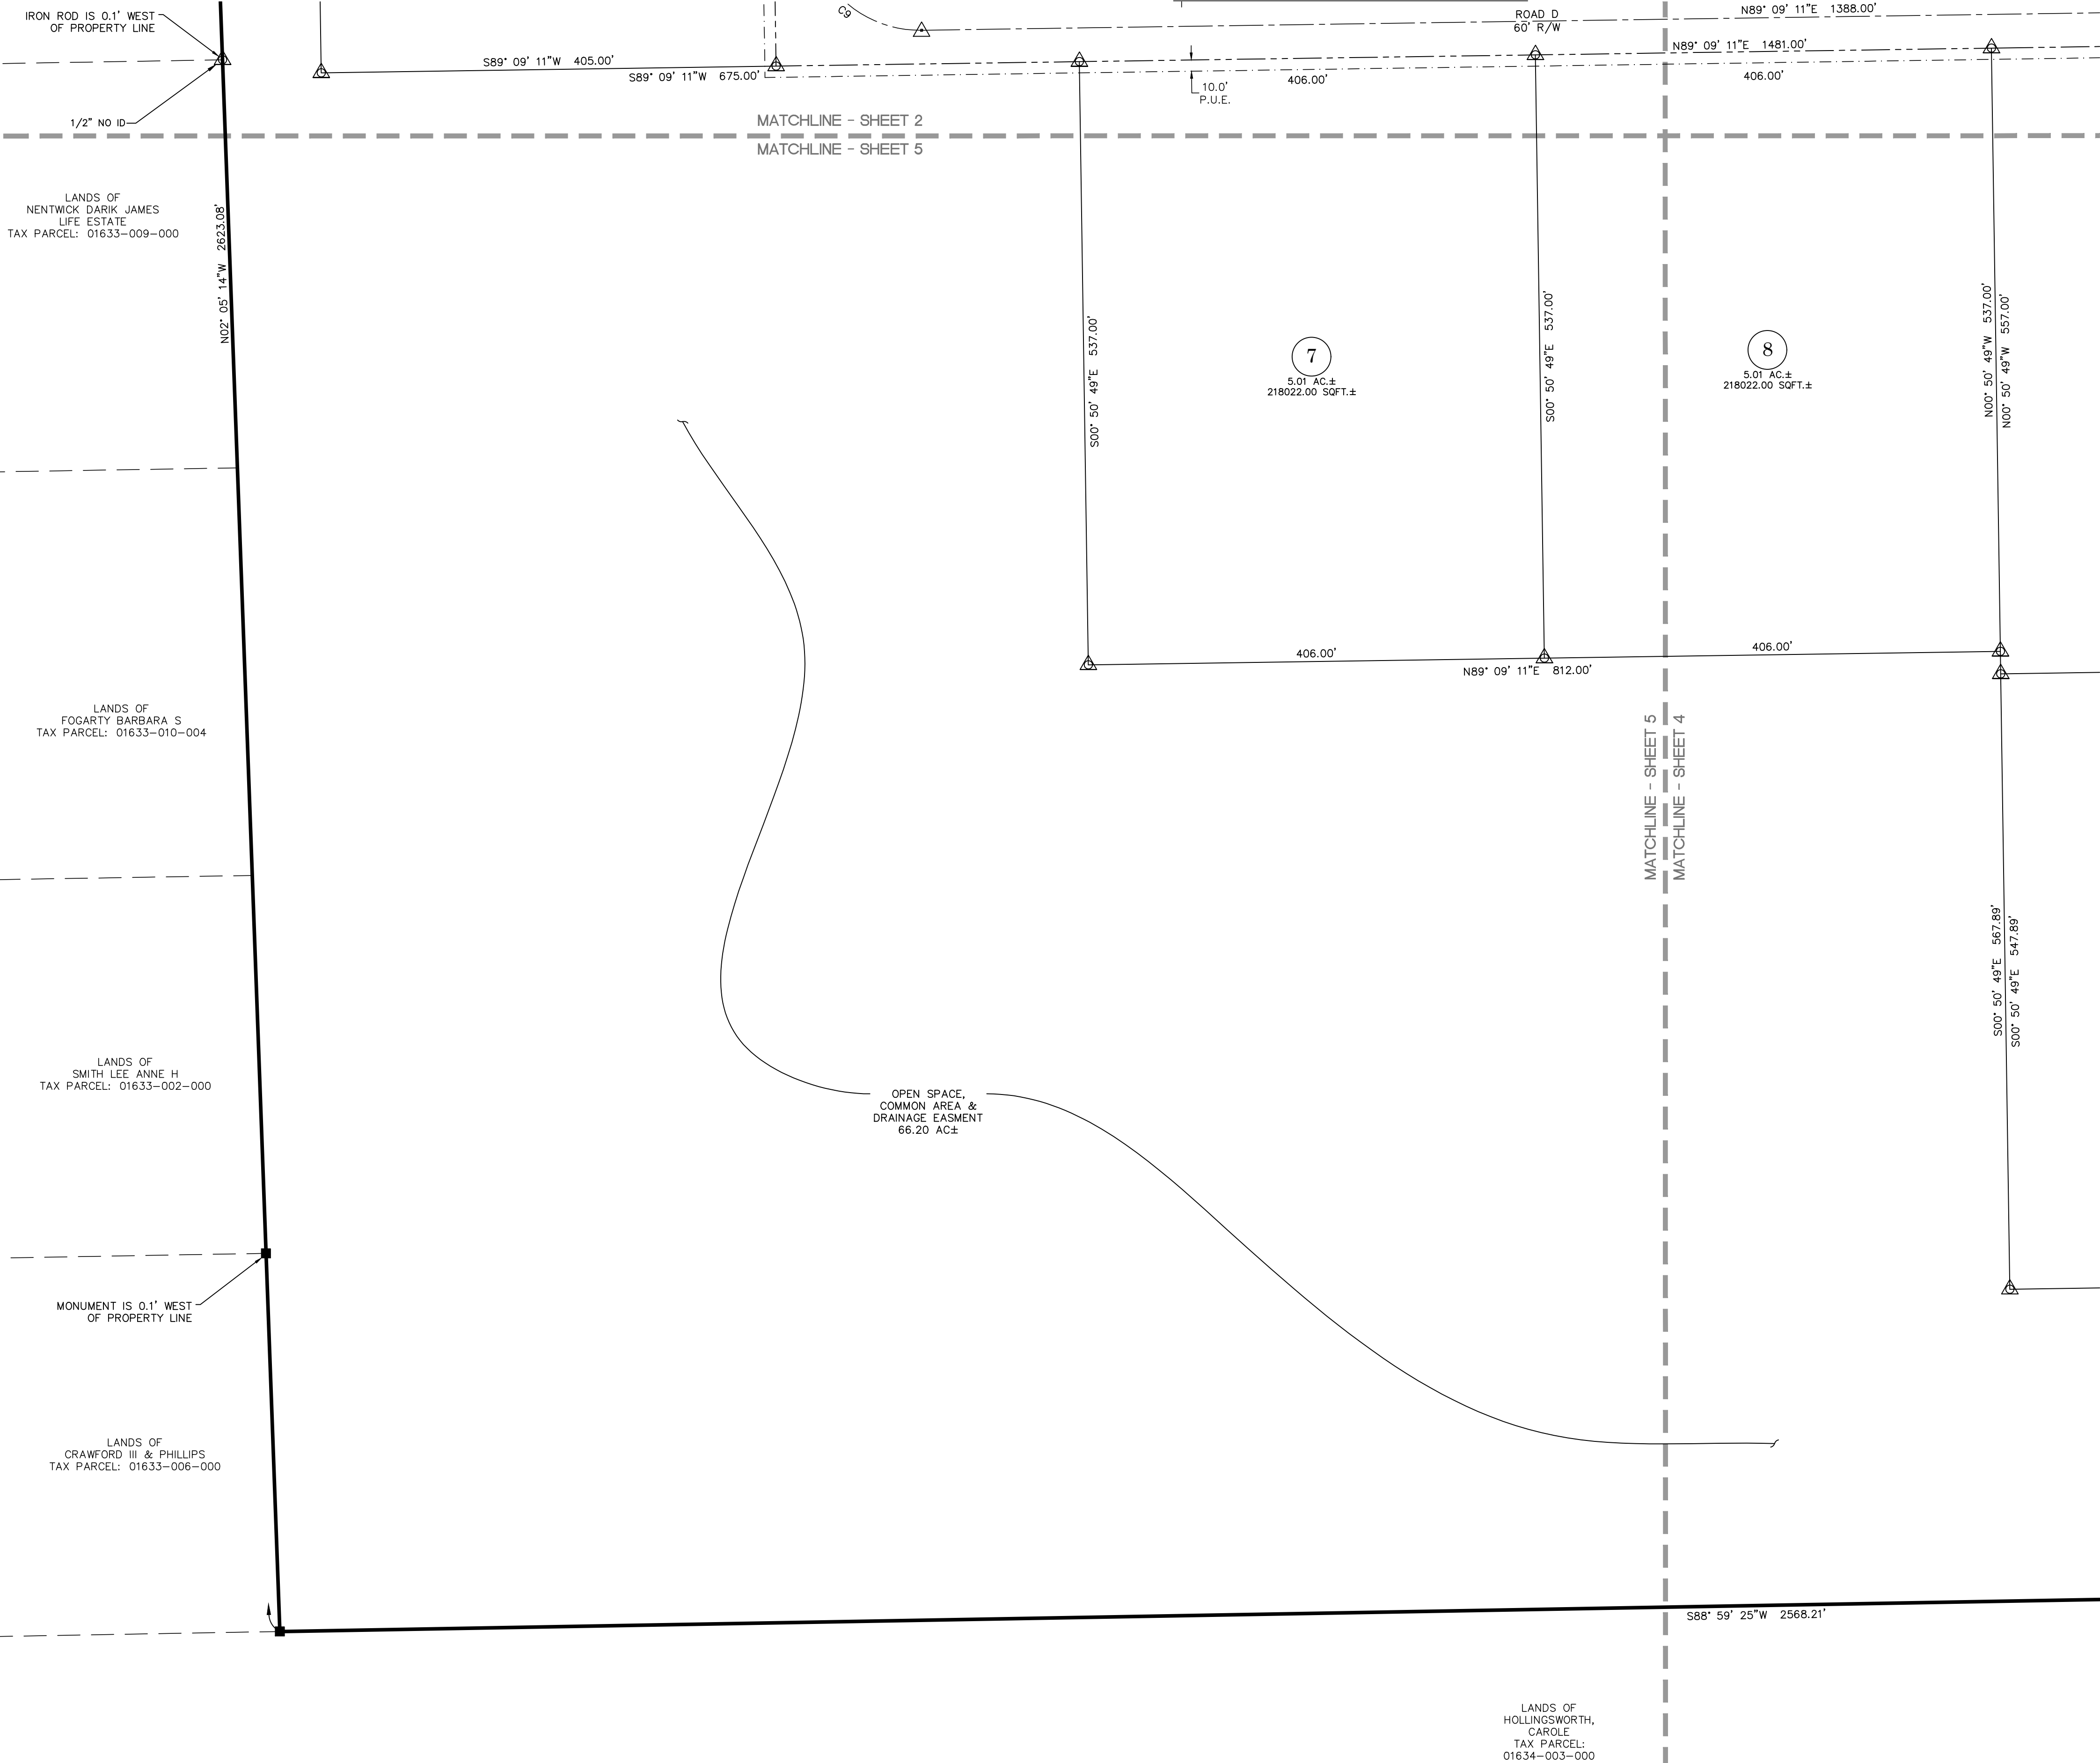 IRON ROD IS 0.1' WEST
OF PROPERTY LINE
1/2" NO ID
C9
ROAD D
60' R/W
N89° 09' 11"E 1388.00'
N89° 09' 11"E 1481.00'
S89° 09' 11"W 405.00'
S89° 09' 11"W 675.00'
10.0'
P.U.E.
406.00'
406.00'
MATCHLINE - SHEET 2
MATCHLINE - SHEET 5
LANDS OF
NENTWICK DARIK JAMES
LIFE ESTATE
TAX PARCEL: 01633-009-000
N02° 05' 14"W 2623.08'
S00° 50' 49"E 537.00'
7
5.01 AC.±
218022.00 SQFT.±
S00° 50' 49"E 537.00'
8
5.01 AC.±
218022.00 SQFT.±
N00° 50' 49"W 537.00'
N00° 50' 49"W 557.00'
406.00'
406.00'
N89° 09' 11"E 812.00'
LANDS OF
FOGARTY BARBARA S
TAX PARCEL: 01633-010-004
MATCHLINE - SHEET 5
MATCHLINE - SHEET 4
S00° 50' 49"E 567.89'
S00° 50' 49"E 547.89'
LANDS OF
SMITH LEE ANNE H
TAX PARCEL: 01633-002-000
OPEN SPACE,
COMMON AREA &
DRAINAGE EASMENT
66.20 AC±
MONUMENT IS 0.1' WEST
OF PROPERTY LINE
LANDS OF
CRAWFORD III & PHILLIPS
TAX PARCEL: 01633-006-000
S88° 59' 25"W 2568.21'
LANDS OF
HOLLINGSWORTH,
CAROLE
TAX PARCEL:
01634-003-000